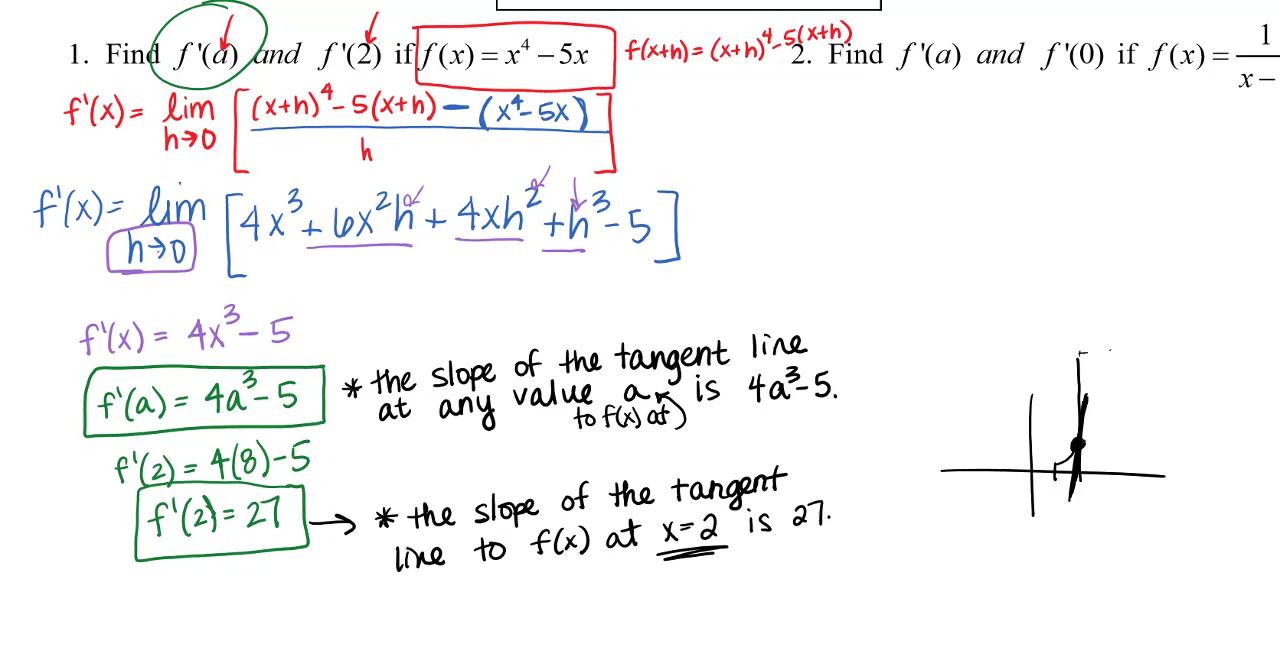 1. Find f'(a) and f'(2) if f(x) = x⁴ − 5x f(x+h) = (x+h)⁴ - 5(x+h)
2. Find f'(a) and f'(0) if f(x) = 1/(x −
f'(x) = lim h→0 [((x+h)⁴ - 5(x+h) - (x⁴ - 5x))/h]
f'(x) = lim h→0 [4x³ + 6x²h + 4xh² + h³ - 5]
f'(x) = 4x³ - 5
f'(a) = 4a³ - 5
* the slope of the tangent line
at any value a is 4a³-5.
to f(x) at
f'(2) = 4(8) - 5
f'(2) = 27
→ * the slope of the tangent
line to f(x) at x=2 is 27.